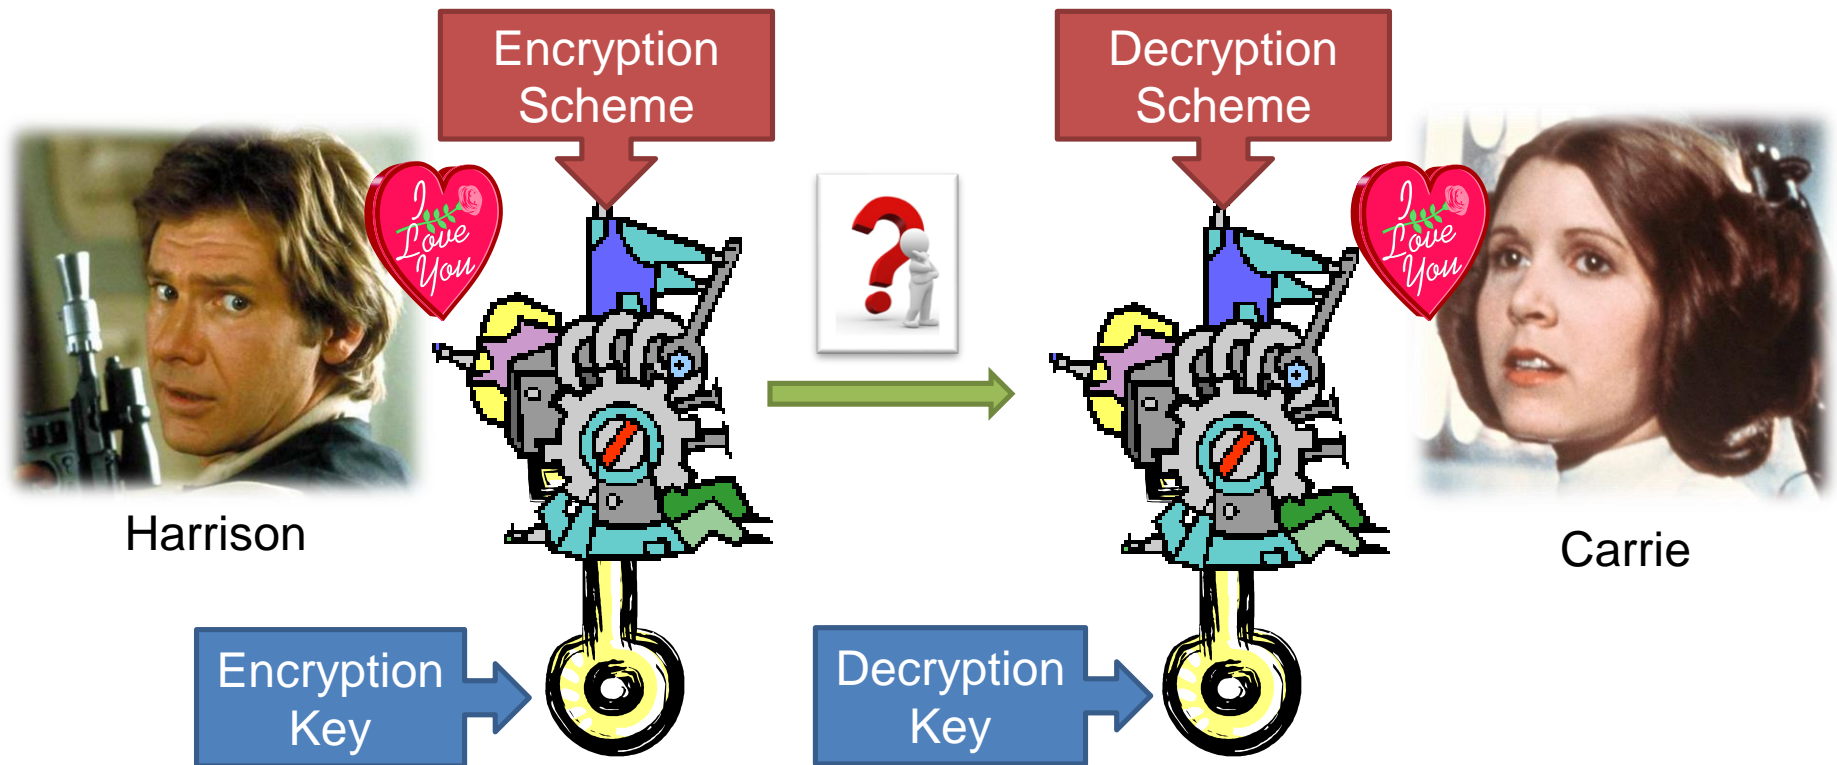 Encryption
Scheme
Decryption
Scheme
I
Love
You
I
Love
You
Harrison
Carrie
Encryption
Key
Decryption
Key